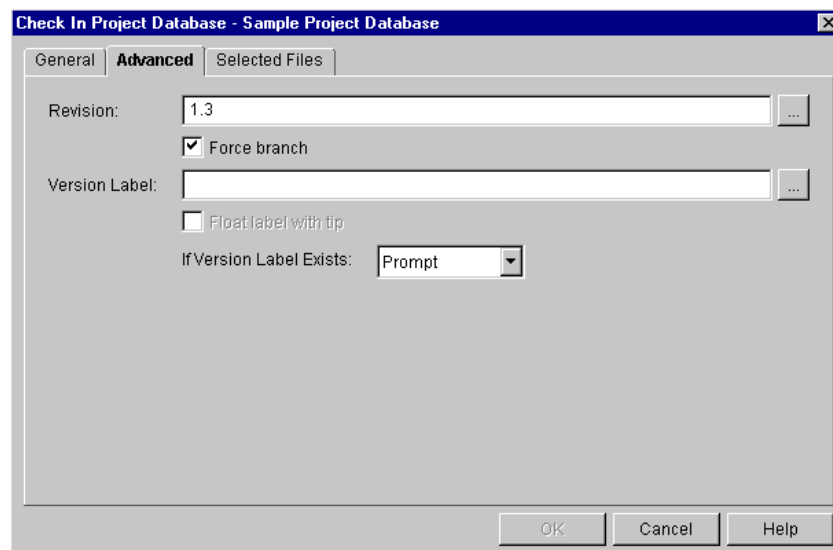 Check In Project Database - Sample Project Database
General Advanced Selected Files
Revision: 1.3 ...
Force branch
Version Label: ...
Float label with tip
If Version Label Exists: Prompt
OK Cancel Help